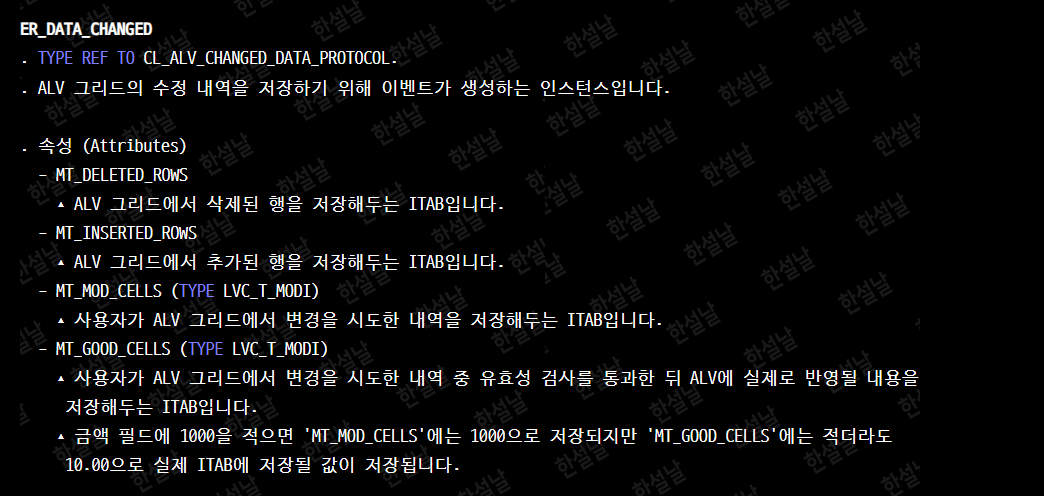 ER_DATA_CHANGED
. TYPE REF TO CL_ALV_CHANGED_DATA_PROTOCOL.
. ALV 그리드의 수정 내역을 저장하기 위해 이벤트가 생성하는 인스턴스입니다.
. 속성 (Attributes)
- MT_DELETED_ROWS
▲ ALV 그리드에서 삭제된 행을 저장해두는 ITAB입니다.
- MT_INSERTED_ROWS
▲ ALV 그리드에서 추가된 행을 저장해두는 ITAB입니다.
- MT_MOD_CELLS (TYPE LVC_T_MODI)
▲ 사용자가 ALV 그리드에서 변경을 시도한 내역을 저장해두는 ITAB입니다.
- MT_GOOD_CELLS (TYPE LVC_T_MODI)
▲ 사용자가 ALV 그리드에서 변경을 시도한 내역 중 유효성 검사를 통과한 뒤 ALV에 실제로 반영될 내용을
저장해두는 ITAB입니다.
▲ 금액 필드에 1000을 적으면 'MT_MOD_CELLS'에는 1000으로 저장되지만 'MT_GOOD_CELLS'에는 적더라도
10.00으로 실제 ITAB에 저장될 값이 저장됩니다.
한설날